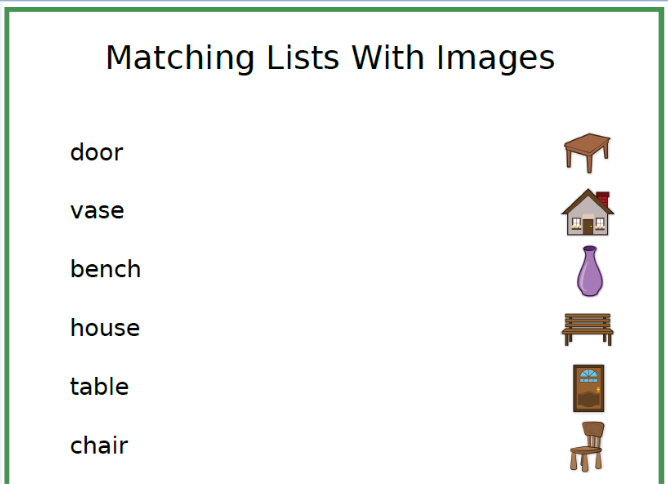 Matching Lists With Images
door
vase
bench
house
table
chair